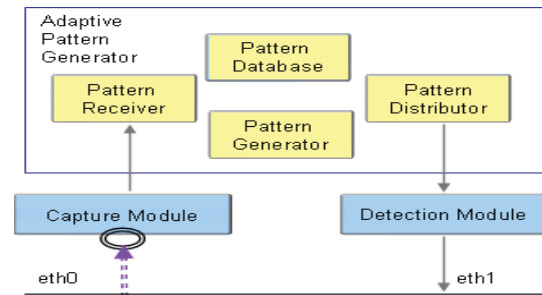 Adaptive
Pattern
Generator
Pattern
Database
Pattern
Receiver
Pattern
Distributor
Pattern
Generator
Capture Module
Detection Module
eth0
eth1